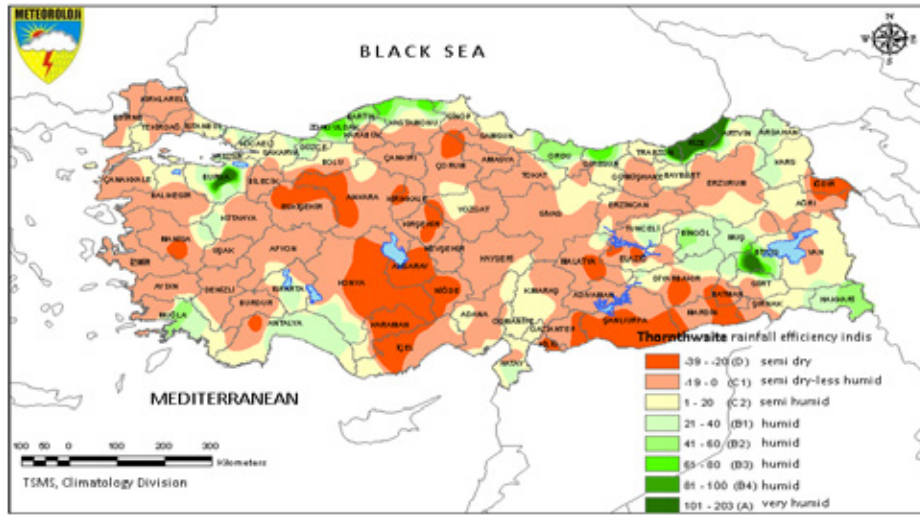 METEOROLOJİ
BLACK SEA
N
W E
S
KIRKLARELİ
EDİRNE
TEKİRDAĞ
İSTANBUL
KOCAELİ
SAKARYA
DÜZCE
BOLU
ZONGULDAK
BARTIN
KARABÜK
KASTAMONU
SİNOP
SAMSUN
ÇANKIRI
ÇORUM
AMASYA
TOKAT
ORDU
GİRESUN
TRABZON
RİZE
ARTVİN
ARDAHAN
KARS
IĞDIR
AĞRI
ERZURUM
BAYBURT
GÜMÜŞHANE
ERZİNCAN
SİVAS
YOZGAT
KIRIKKALE
ANKARA
ESKİŞEHİR
BİLECİK
BURSA
ÇANAKKALE
BALIKESİR
KÜTAHYA
MANİSA
İZMİR
UŞAK
AFYON
KIRŞEHİR
NEVŞEHİR
AKSARAY
KAYSERİ
MALATYA
ELAZIĞ
TUNCELİ
BİNGÖL
MUŞ
BİTLİS
VAN
HAKKARİ
ŞIRNAK
SİİRT
BATMAN
MARDİN
DİYARBAKIR
ADIYAMAN
ŞANLIURFA
K.MARAŞ
GAZİANTEP
OSMANİYE
ADANA
HATAY
NİĞDE
KONYA
KARAMAN
İÇEL
ISPARTA
BURDUR
ANTALYA
DENİZLİ
AYDIN
MUĞLA
MEDITERRANEAN
Thornthwaite rainfall efficiency indis
-39 - -20 (D) semi dry
-19 - 0 (C1) semi dry-less humid
1 - 20 (C2) semi humid
21 - 40 (B1) humid
41 - 60 (B2) humid
61 - 80 (B3) humid
81 - 100 (B4) humid
101 - 203 (A) very humid
100 50 0 100 200 300
Kilometers
TSMS, Climatology Division